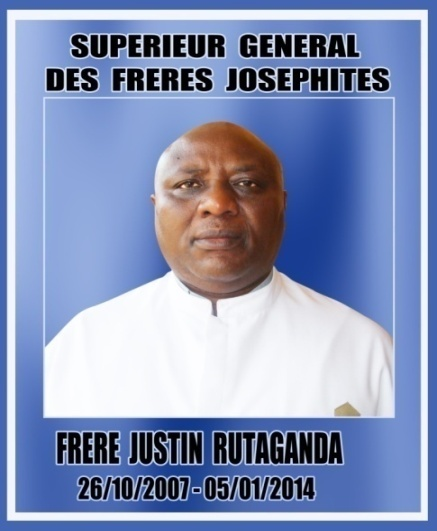 SUPERIEUR GENERAL
DES FRERES JOSEPHITES
FRERE JUSTIN RUTAGANDA
26/10/2007 - 05/01/2014